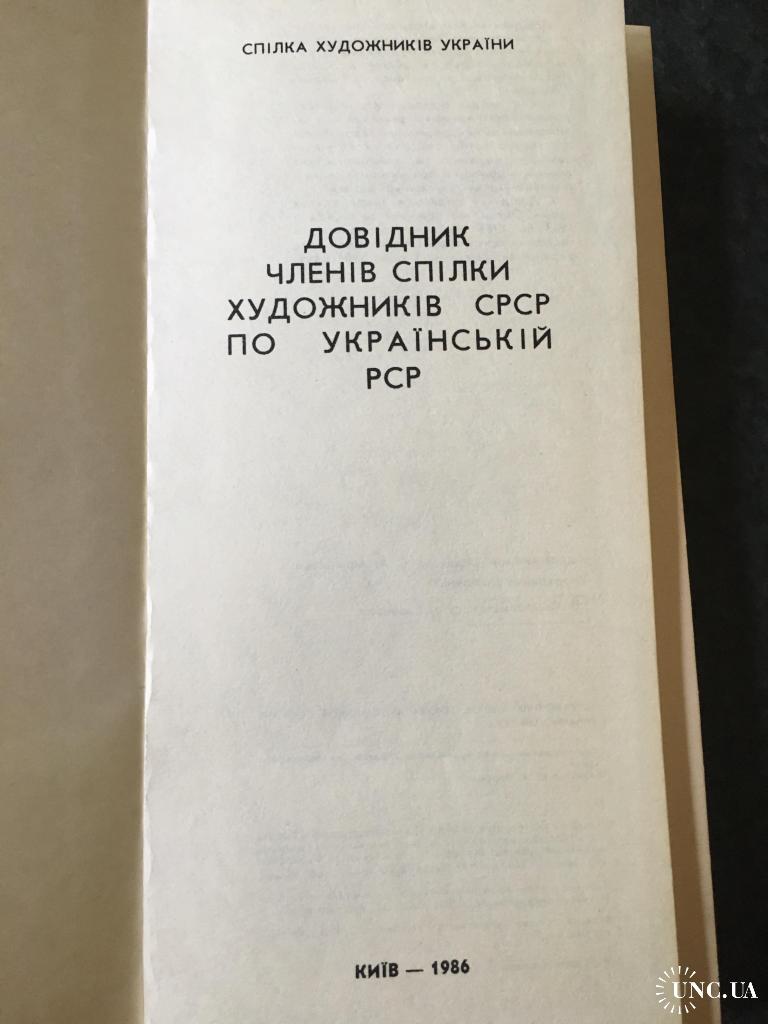 СПІЛКА ХУДОЖНИКІВ УКРАЇНИ
ДОВІДНИК
ЧЛЕНІВ СПІЛКИ
ХУДОЖНИКІВ СРСР
ПО УКРАЇНСЬКІЙ
РСР
КИЇВ — 1986
UNC.UA